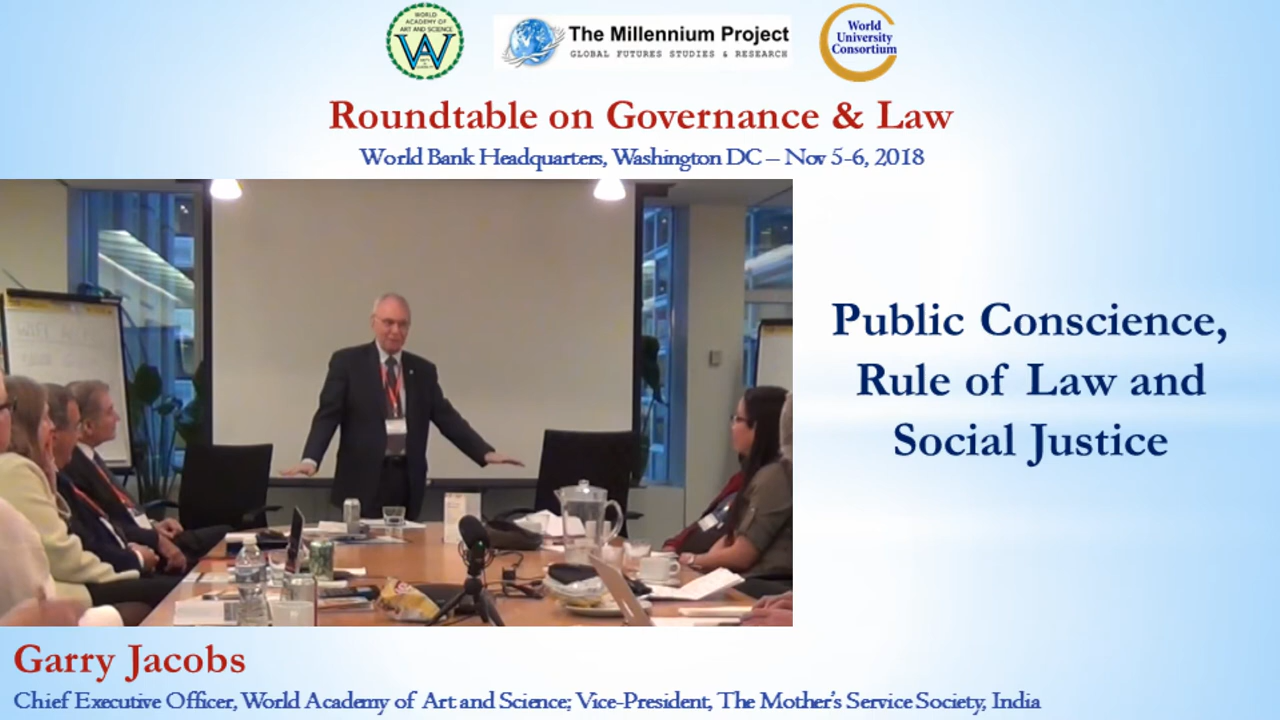 WORLD
ACADEMY OF
ART AND SCIENCE
The Millennium Project
GLOBAL FUTURES STUDIES & RESEARCH
World
University
Consortium
Roundtable on Governance & Law
World Bank Headquarters, Washington DC – Nov 5-6, 2018
Public Conscience,
Rule of Law and
Social Justice
Garry Jacobs
Chief Executive Officer, World Academy of Art and Science; Vice-President, The Mother's Service Society, India